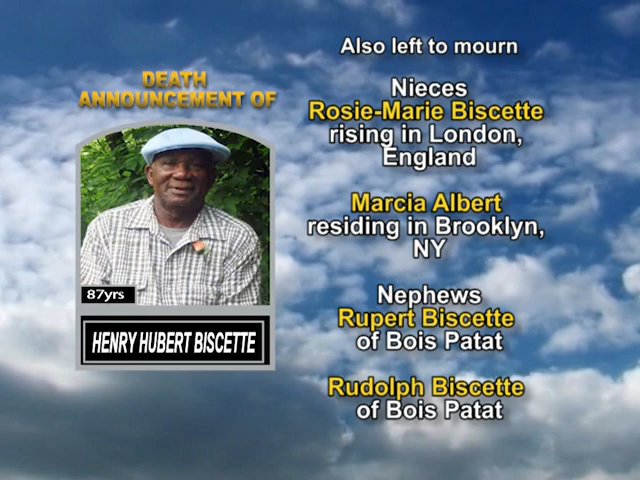 DEATH
ANNOUNCEMENT OF
87yrs
HENRY HUBERT BISCETTE
Also left to mourn
Nieces
Rosie-Marie Biscette
rising in London,
England
Marcia Albert
residing in Brooklyn,
NY
Nephews
Rupert Biscette
of Bois Patat
Rudolph Biscette
of Bois Patat